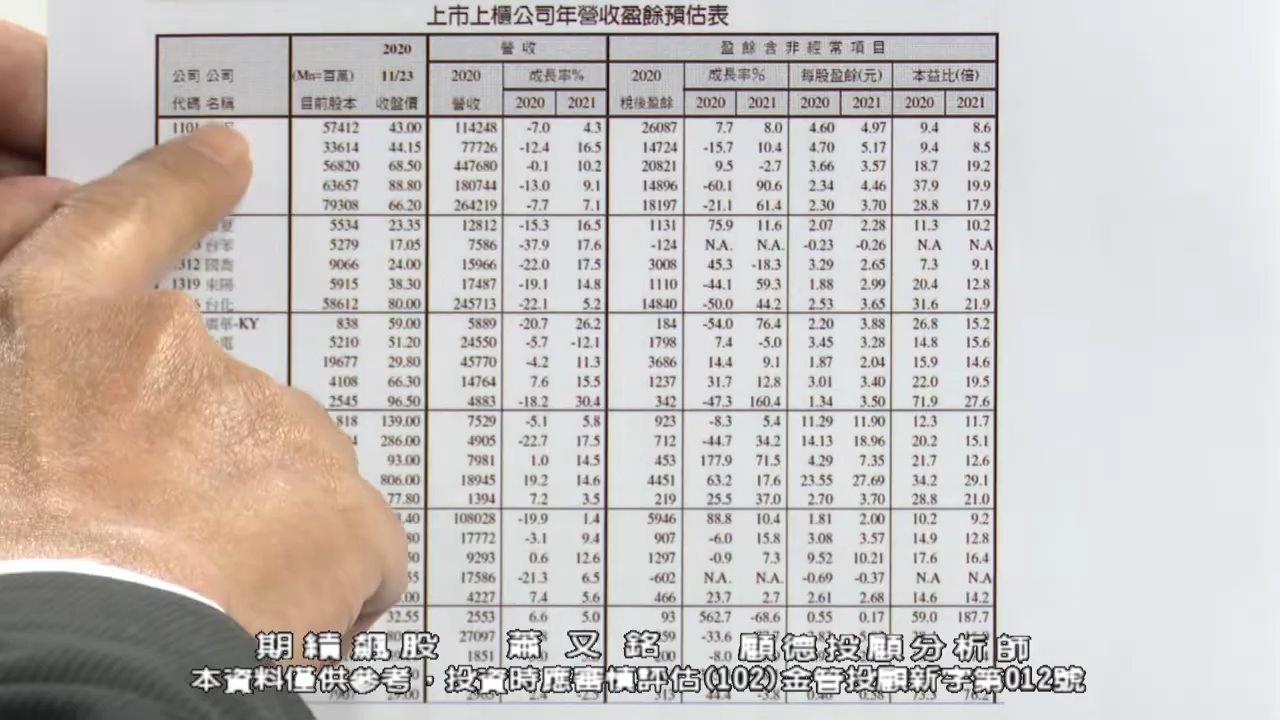 上市上櫃公司年營收盈餘預估表
2020 營收 盈餘含非經常項目
公司 公司 (Mn=百萬) 11/23 2020 成長率% 2020 成長率% 每股盈餘(元) 本益比(倍)
代碼 名稱 目前股本 收盤價 營收 2020 2021 稅後盈餘 2020 2021 2020 2021 2020 2021
1101 57412 43.00 114248 -7.0 4.3 26087 7.7 8.0 4.60 4.97 9.4 8.6
33614 44.15 77726 -12.4 16.5 14724 -15.7 10.4 4.70 5.17 9.4 8.5
56820 68.50 447680 -0.1 10.2 20821 9.5 -2.7 3.66 3.57 18.7 19.2
63657 88.80 180744 -13.0 9.1 14896 -60.1 90.6 2.34 4.46 37.9 19.9
79308 66.20 264219 -7.7 7.1 18197 -21.1 61.4 2.30 3.70 28.8 17.9
5534 23.35 12812 -15.3 16.5 1131 75.9 11.6 2.07 2.28 11.3 10.2
台苯 5279 17.05 7586 -37.9 17.6 -124 N.A. N.A. -0.23 -0.26 N.A N.A
312 國喬 9066 24.00 15966 -22.0 17.5 3008 45.3 -18.3 3.29 2.65 7.3 9.1
1319 東陽 5915 38.30 17487 -19.1 14.8 1110 -44.1 59.3 1.88 2.99 20.4 12.8
台化 58612 80.00 245713 -22.1 5.2 14840 -50.0 44.2 2.53 3.65 31.6 21.9
廣華-KY 838 59.00 5889 -20.7 26.2 184 -54.0 76.4 2.20 3.88 26.8 15.2
電 5210 51.20 24550 -5.7 -12.1 1798 7.4 -5.0 3.45 3.28 14.8 15.6
19677 29.80 45770 -4.2 11.3 3686 14.4 9.1 1.87 2.04 15.9 14.6
4108 66.30 14764 7.6 15.5 1237 31.7 12.8 3.01 3.40 22.0 19.5
2545 96.50 4883 -18.2 30.4 342 -47.3 160.4 1.34 3.50 71.9 27.6
818 139.00 7529 -5.1 5.8 923 -8.3 5.4 11.29 11.90 12.3 11.7
4 286.00 4905 -22.7 17.5 712 -44.7 34.2 14.13 18.96 20.2 15.1
93.00 7981 1.0 14.5 453 177.9 71.5 4.29 7.35 21.7 12.6
806.00 18945 19.2 14.6 4451 63.2 17.6 23.55 27.69 34.2 29.1
77.80 1394 7.2 3.5 219 25.5 37.0 2.70 3.70 28.8 21.0
.40 108028 -19.9 1.4 5946 88.8 10.4 1.81 2.00 10.2 9.2
80 17772 -3.1 9.4 907 -6.0 15.8 3.08 3.57 14.9 12.8
50 9293 0.6 12.6 1297 -0.9 7.3 9.52 10.21 17.6 16.4
55 17586 -21.3 6.5 -602 N.A. N.A. -0.69 -0.37 N.A N.A
.00 4227 7.4 5.6 466 23.7 2.7 2.61 2.68 14.6 14.2
32.55 2553 6.6 5.0 93 562.7 -68.6 0.55 0.17 59.0 187.7
27097 -33.6
1851 200 -8.0
期績飆股 蕭又銘 顧德投顧分析師
本資料僅供參考，投資時應審慎評估(102)金管投顧新字第012號